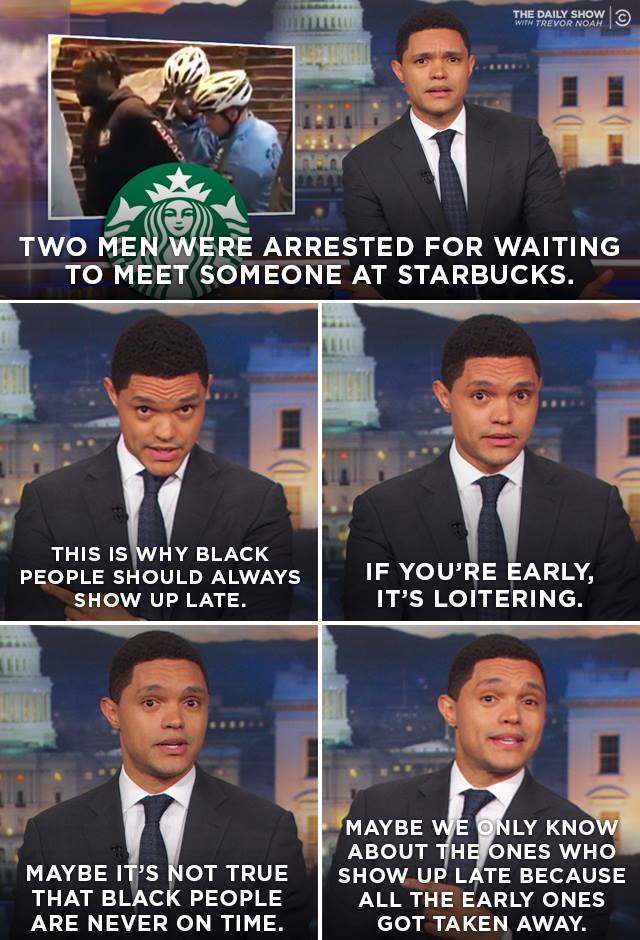 THE DAILY SHOW
WITH TREVOR NOAH
TWO MEN WERE ARRESTED FOR WAITING
TO MEET SOMEONE AT STARBUCKS.
THIS IS WHY BLACK
PEOPLE SHOULD ALWAYS
SHOW UP LATE.
IF YOU'RE EARLY,
IT'S LOITERING.
MAYBE IT'S NOT TRUE
THAT BLACK PEOPLE
ARE NEVER ON TIME.
MAYBE WE ONLY KNOW
ABOUT THE ONES WHO
SHOW UP LATE BECAUSE
ALL THE EARLY ONES
GOT TAKEN AWAY.